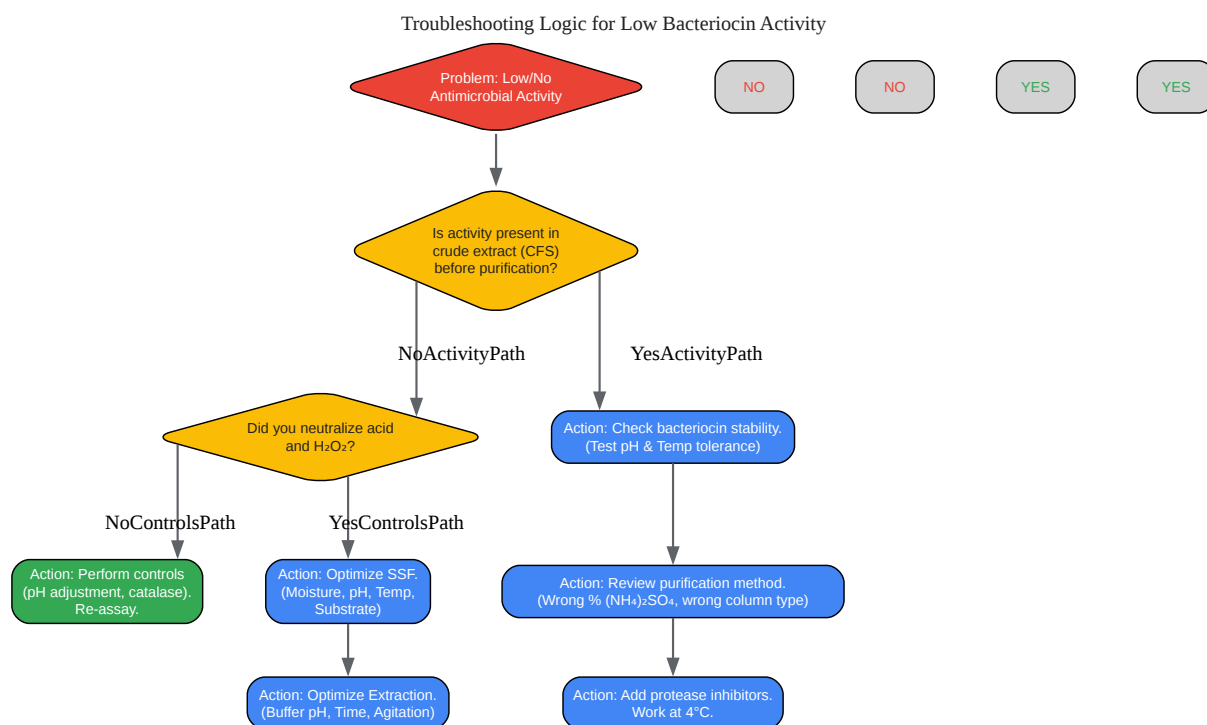 Troubleshooting Logic for Low Bacteriocin Activity
Problem: Low/No
Antimicrobial Activity
NO
NO
YES
YES
Is activity present in
crude extract (CFS)
before purification?
NoActivityPath
YesActivityPath
Did you neutralize acid
and H₂O₂?
Action: Check bacteriocin stability.
(Test pH & Temp tolerance)
NoControlsPath
YesControlsPath
Action: Perform controls
(pH adjustment, catalase).
Re-assay.
Action: Optimize SSF.
(Moisture, pH, Temp,
Substrate)
Action: Review purification method.
(Wrong % (NH₄)₂SO₄, wrong column type)
Action: Optimize Extraction.
(Buffer pH, Time, Agitation)
Action: Add protease inhibitors.
Work at 4°C.